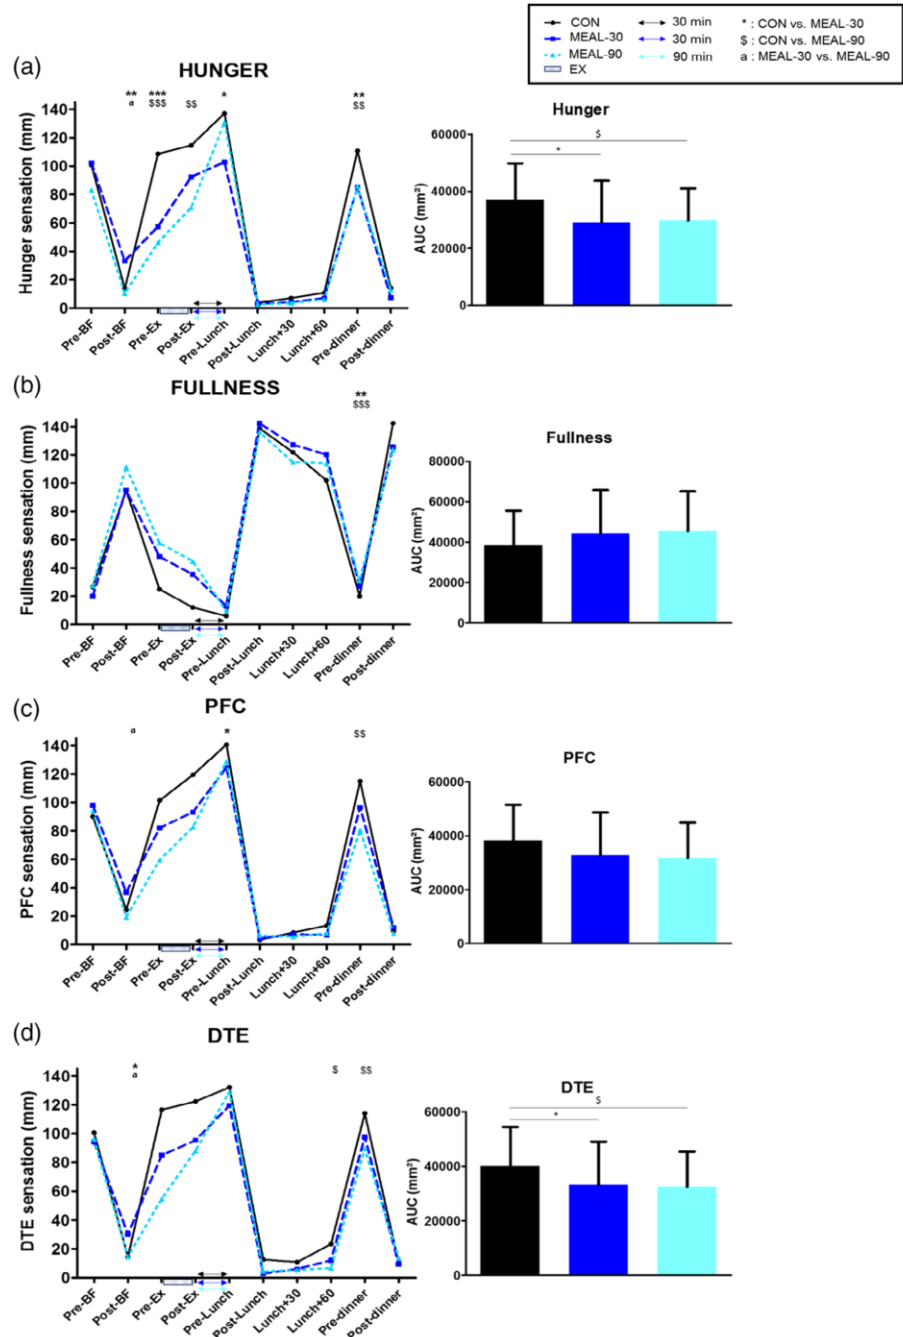 CON 30 min * : CON vs. MEAL-30
MEAL-30 30 min $ : CON vs. MEAL-90
MEAL-90 90 min a : MEAL-30 vs. MEAL-90
EX
(a)
HUNGER
** *** $$ * **
a $$$ $$
Hunger sensation (mm)
140
120
100
80
60
40
20
0
Pre-BF Post-BF Pre-Ex Post-Ex Pre-Lunch Post-Lunch Lunch+30 Lunch+60 Pre-dinner Post-dinner
Hunger
$
*
AUC (mm²)
60000
40000
20000
0
(b)
FULLNESS
**
$$$
Fullness sensation (mm)
140
120
100
80
60
40
20
0
Pre-BF Post-BF Pre-Ex Post-Ex Pre-Lunch Post-Lunch Lunch+30 Lunch+60 Pre-dinner Post-dinner
Fullness
AUC (mm²)
80000
60000
40000
20000
0
(c)
PFC
a * $$
PFC sensation (mm)
140
120
100
80
60
40
20
0
Pre-BF Post-BF Pre-Ex Post-Ex Pre-Lunch Post-Lunch Lunch+30 Lunch+60 Pre-dinner Post-dinner
PFC
AUC (mm²)
60000
40000
20000
0
(d)
DTE
* $ $$
a
DTE sensation (mm)
140
120
100
80
60
40
20
0
Pre-BF Post-BF Pre-Ex Post-Ex Pre-Lunch Post-Lunch Lunch+30 Lunch+60 Pre-dinner Post-dinner
DTE
$
*
AUC (mm²)
60000
40000
20000
0